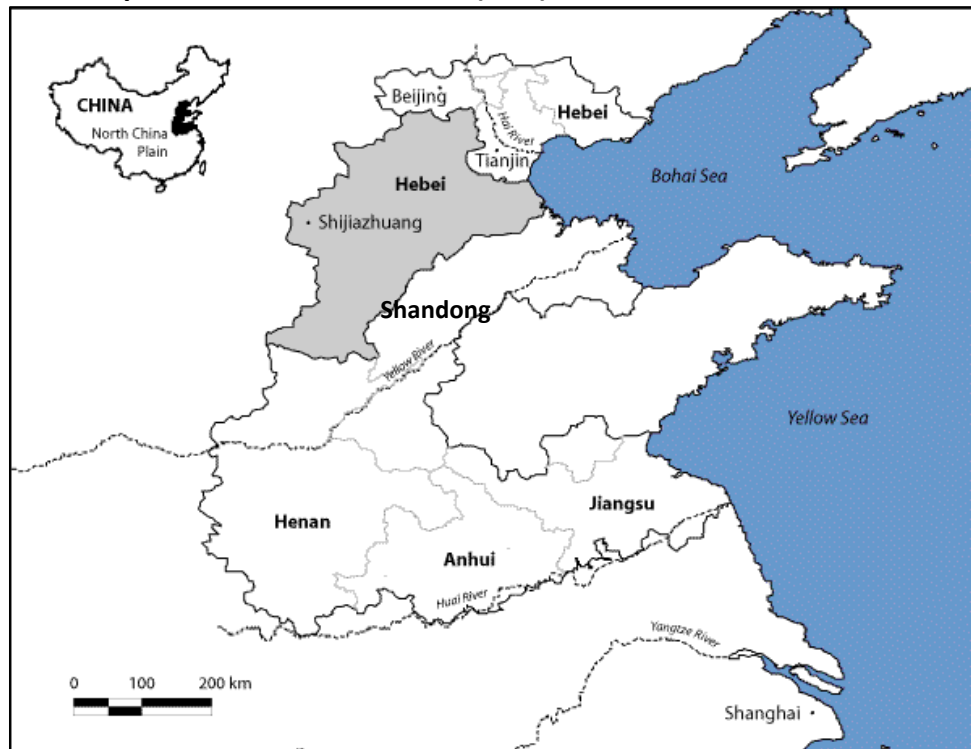 CHINA
North China
Plain
Beijing
Hai River
Hebei
Tianjin
Bohai Sea
Hebei
Shijiazhuang
Shandong
Yellow River
Yellow Sea
Henan
Jiangsu
Anhui
Huai River
Yangtze River
0 100 200 km
Shanghai